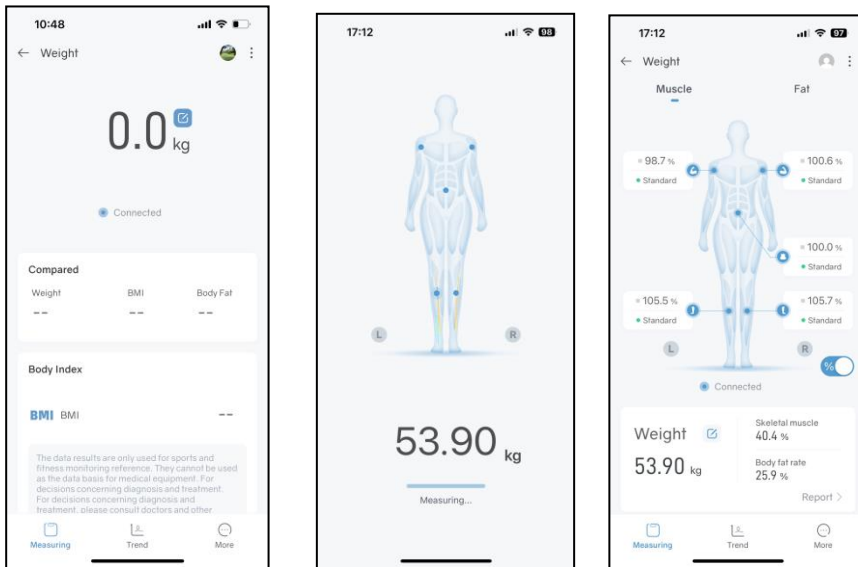 10:48
← Weight
0.0 kg
Connected
Compared
Weight BMI Body Fat
-- -- --
Body Index
BMI BMI --
The data results are only used for sports and
fitness monitoring reference. They cannot be used
as the data basis for medical equipment. For
decisions concerning diagnosis and treatment.
For decisions concerning diagnosis and
treatment, please consult doctors and other
Measuring Trend More
17:12 98
L R
53.90 kg
Measuring...
17:12 97
← Weight
Muscle Fat
98.7 % 100.6 %
Standard Standard
100.0 %
Standard
105.5 % 105.7 %
Standard Standard
L R
%
Connected
Weight Skeletal muscle
40.4 %
53.90 kg Body fat rate
25.9 %
Report >
Measuring Trend More